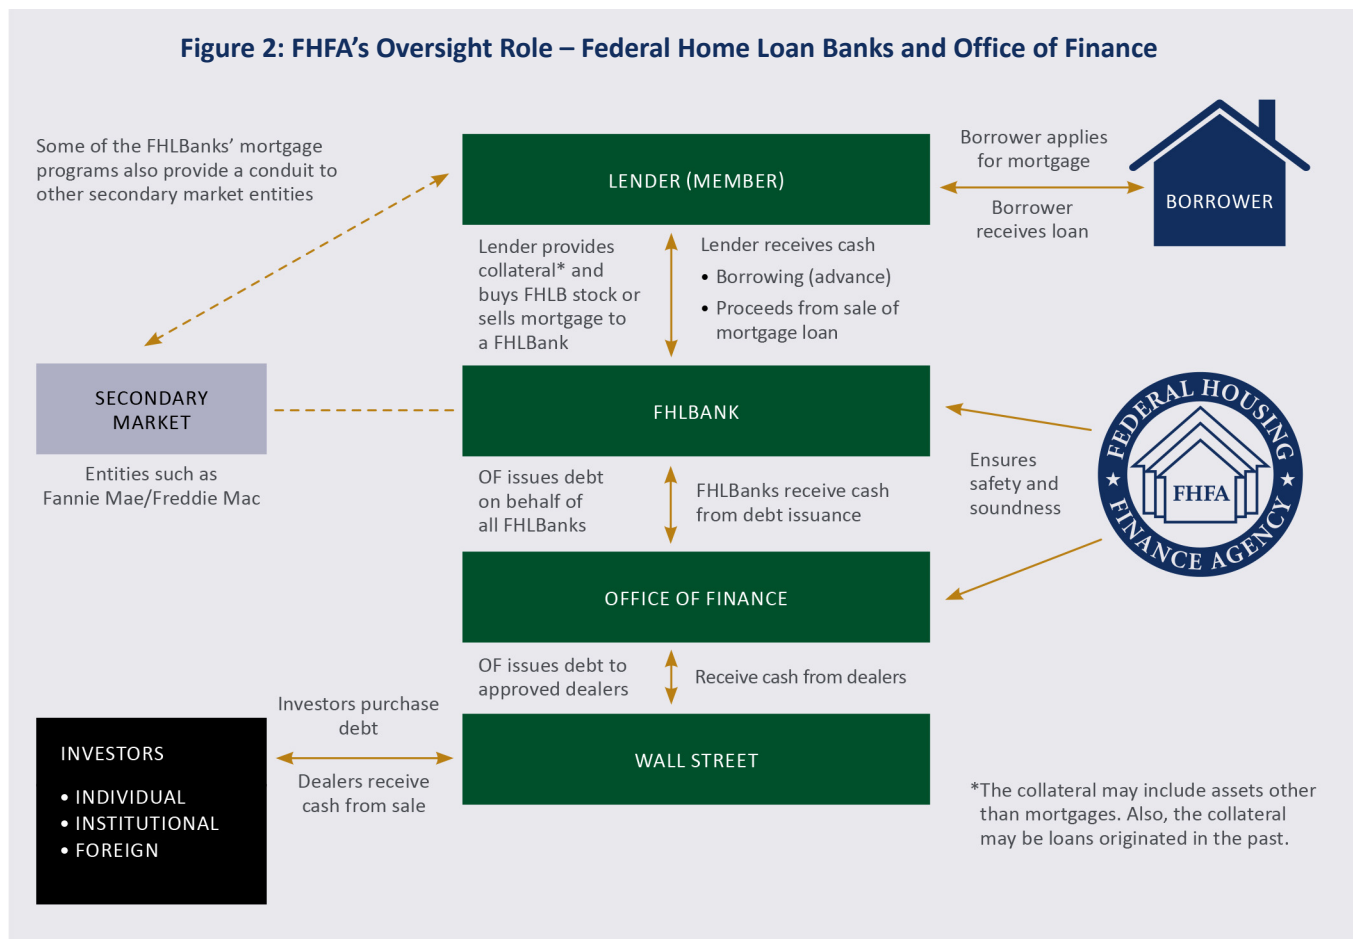 Figure 2: FHFA’s Oversight Role – Federal Home Loan Banks and Office of Finance
Some of the FHLBanks’ mortgage
programs also provide a conduit to
other secondary market entities
LENDER (MEMBER)
Borrower applies
for mortgage
Borrower
receives loan
BORROWER
Lender provides
collateral* and
buys FHLB stock or
sells mortgage to
a FHLBank
Lender receives cash
• Borrowing (advance)
• Proceeds from sale of
mortgage loan
SECONDARY
MARKET
Entities such as
Fannie Mae/Freddie Mac
FHLBANK
Ensures
safety and
soundness
FEDERAL HOUSING
FINANCE AGENCY
FHFA
OF issues debt
on behalf of
all FHLBanks
FHLBanks receive cash
from debt issuance
OFFICE OF FINANCE
OF issues debt to
approved dealers
Receive cash from dealers
Investors purchase
debt
Dealers receive
cash from sale
WALL STREET
INVESTORS
• INDIVIDUAL
• INSTITUTIONAL
• FOREIGN
*The collateral may include assets other
than mortgages. Also, the collateral
may be loans originated in the past.